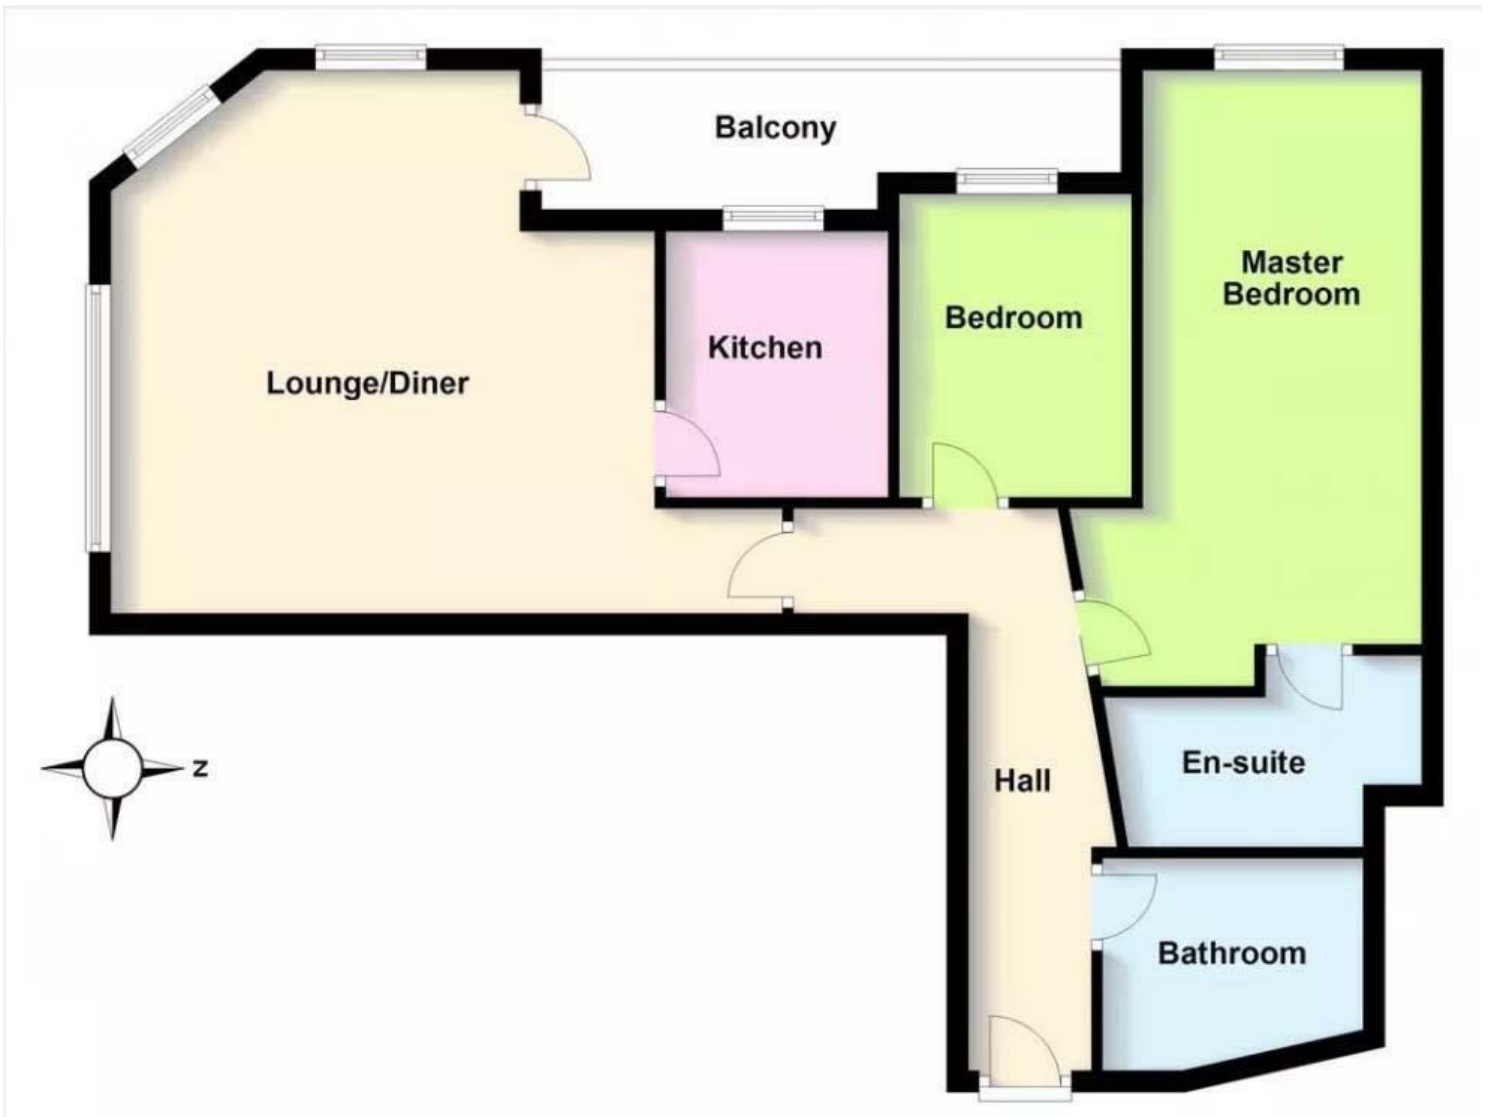 Balcony
Master
Bedroom
Bedroom
Kitchen
Lounge/Diner
En-suite
N
Hall
Bathroom